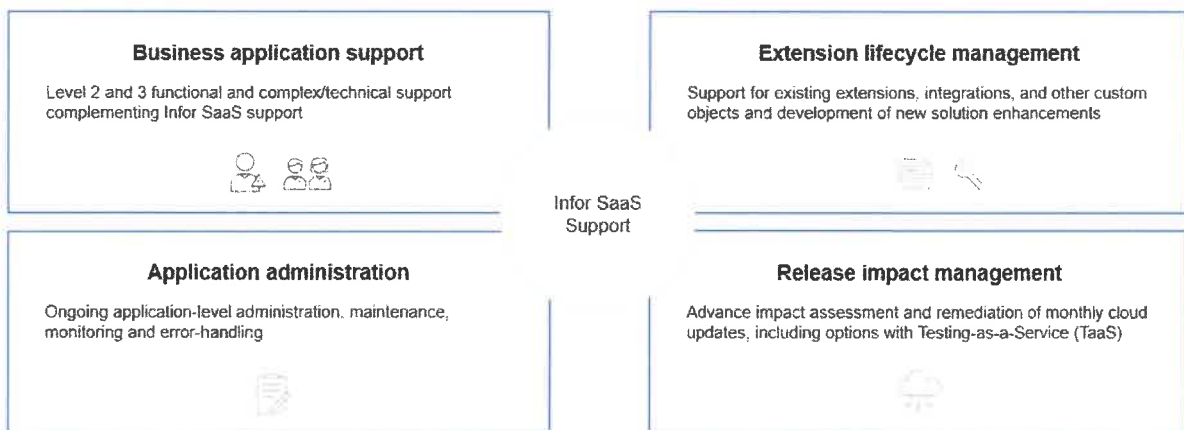 Business application support
Level 2 and 3 functional and complex/technical support
complementing Infor SaaS support
Extension lifecycle management
Support for existing extensions, integrations, and other custom
objects and development of new solution enhancements
Infor SaaS
Support
Application administration
Ongoing application-level administration, maintenance,
monitoring and error-handling
Release impact management
Advance impact assessment and remediation of monthly cloud
updates, including options with Testing-as-a-Service (TaaS)